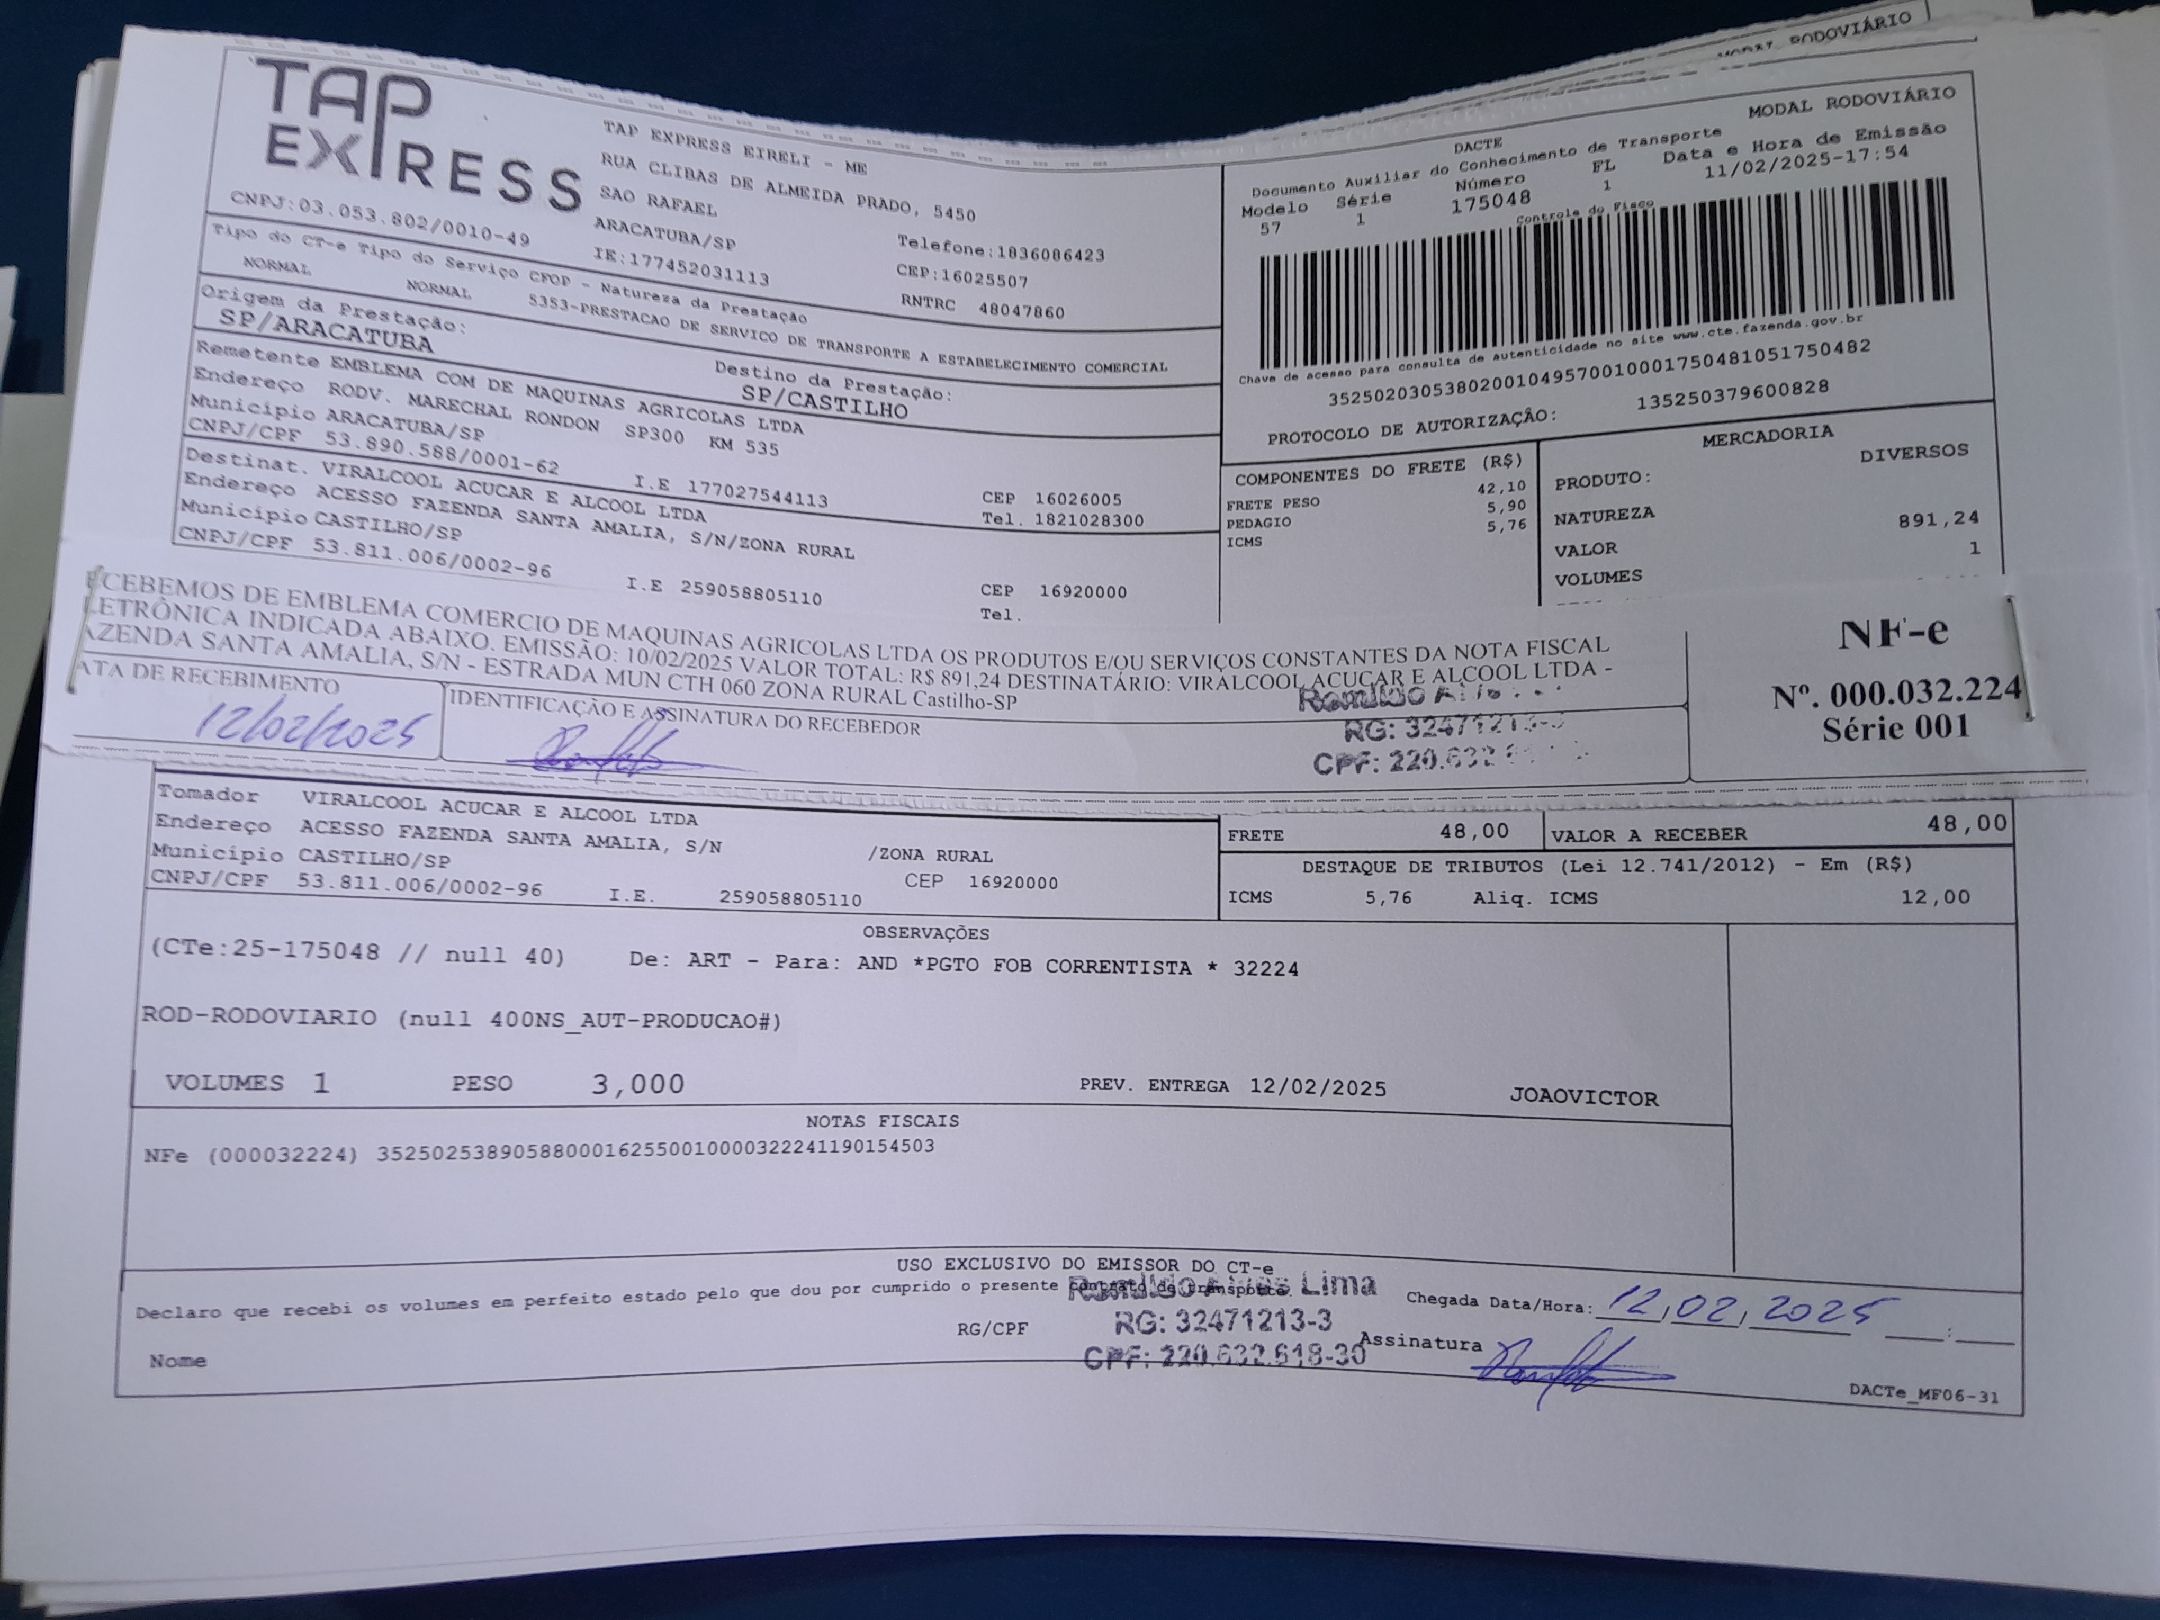 MODAL RODOVIÁRIO
TAP EXPRESS
CNPJ:03.053.802/0010-49
TAP EXPRESS EIRELI - ME
RUA CLIBAS DE ALMEIDA PRADO, 5450
SAO RAFAEL
ARACATUBA/SP
IE:177452031113
Telefone:1836086423
CEP:16025507
RNTRC 48047860
Tipo do CT-e Tipo do Serviço CFOP - Natureza da Prestação
NORMAL NORMAL 5353-PRESTACAO DE SERVICO DE TRANSPORTE A ESTABELECIMENTO COMERCIAL
Origem da Prestação:
SP/ARACATUBA
Destino da Prestação:
SP/CASTILHO
Remetente EMBLEMA COM DE MAQUINAS AGRICOLAS LTDA
Endereço RODV. MARECHAL RONDON SP300 KM 535
Município ARACATUBA/SP CEP 16026005
CNPJ/CPF 53.890.588/0001-62 I.E 177027544113 Tel. 1821028300
Destinat. VIRALCOOL ACUCAR E ALCOOL LTDA
Endereço ACESSO FAZENDA SANTA AMALIA, S/N/ZONA RURAL
Município CASTILHO/SP CEP 16920000
CNPJ/CPF 53.811.006/0002-96 I.E 259058805110 Tel.
DACTE
MODAL RODOVIÁRIO
Documento Auxiliar do Conhecimento de Transporte
Modelo Série Número FL Data e Hora de Emissão
57 1 175048 1 11/02/2025-17:54
Controle do Fisco
Chave de acesso para consulta de autenticidade no site www.cte.fazenda.gov.br
35250203053802001049570010001750481051750482
PROTOCOLO DE AUTORIZAÇÃO: 135250379600828
COMPONENTES DO FRETE (R$)
FRETE PESO 42,10
PEDAGIO 5,90
ICMS 5,76
MERCADORIA
PRODUTO: DIVERSOS
NATUREZA
VALOR 891,24
VOLUMES 1
CEBEMOS DE EMBLEMA COMERCIO DE MAQUINAS AGRICOLAS LTDA OS PRODUTOS E/OU SERVIÇOS CONSTANTES DA NOTA FISCAL
LETRÔNICA INDICADA ABAIXO. EMISSÃO: 10/02/2025 VALOR TOTAL: R$ 891,24 DESTINATÁRIO: VIRALCOOL ACUCAR E ALCOOL LTDA -
AZENDA SANTA AMALIA, S/N - ESTRADA MUN CTH 060 ZONA RURAL Castilho-SP
ATA DE RECEBIMENTO
12/02/2025
IDENTIFICAÇÃO E ASSINATURA DO RECEBEDOR
Romildo
RG: 32471213-3
CPF: 220.632
NF-e
Nº. 000.032.224
Série 001
Tomador VIRALCOOL ACUCAR E ALCOOL LTDA
Endereço ACESSO FAZENDA SANTA AMALIA, S/N /ZONA RURAL
Município CASTILHO/SP CEP 16920000
CNPJ/CPF 53.811.006/0002-96 I.E. 259058805110
FRETE 48,00 VALOR A RECEBER 48,00
DESTAQUE DE TRIBUTOS (Lei 12.741/2012) - Em (R$)
ICMS 5,76 Aliq. ICMS 12,00
OBSERVAÇÕES
(CTe:25-175048 // null 40) De: ART - Para: AND *PGTO FOB CORRENTISTA * 32224
ROD-RODOVIARIO (null 400NS_AUT-PRODUCAO#)
VOLUMES 1 PESO 3,000 PREV. ENTREGA 12/02/2025 JOAOVICTOR
NOTAS FISCAIS
NFe (000032224) 35250253890588000162550010000322241190154503
USO EXCLUSIVO DO EMISSOR DO CT-e
Declaro que recebi os volumes em perfeito estado pelo que dou por cumprido o presente contrato de transporte.
Romildo Alves Lima
RG: 32471213-3
CPF: 220.632.618-30
Chegada Data/Hora: 12/02/2025 :
RG/CPF
Assinatura
Nome
DACTe_MF06-31